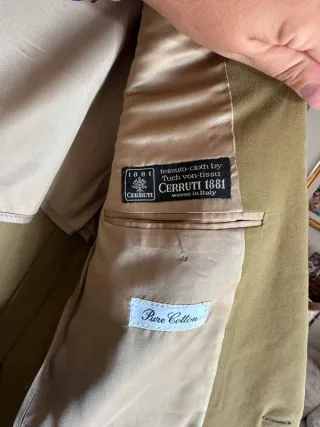 1881
CERRUTI
tessuto-cloth by
Tuch von-tissu
CERRUTI 1881
woven in Italy
Pure Cotton